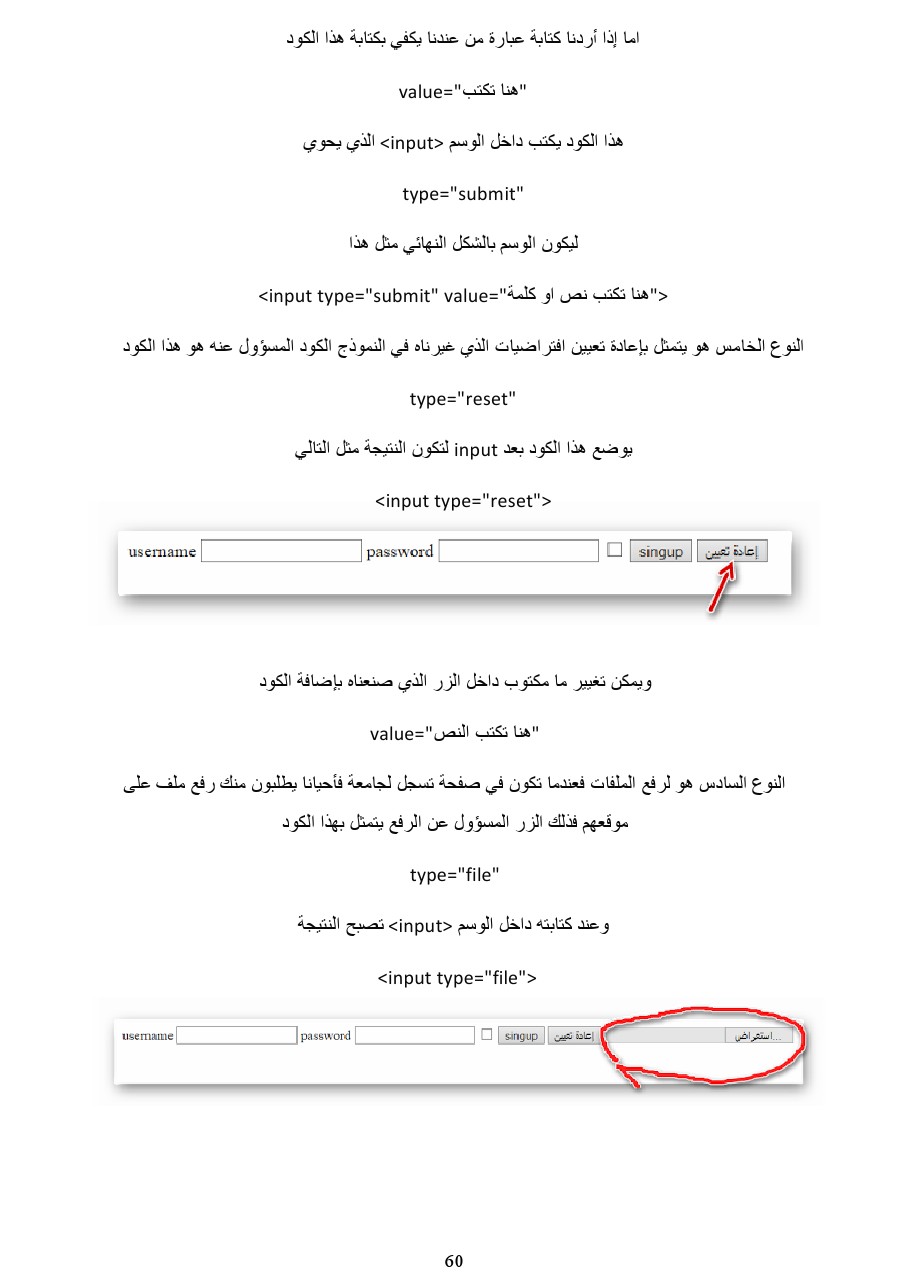 اما إذا أردنا كتابة عبارة من عندنا يكفي بكتابة هذا الكود
value="هنا تكتب"
هذا الكود يكتب داخل الوسم <input> الذي يحوي
type="submit"
ليكون الوسم بالشكل النهائي مثل هذا
<input type="submit" value="هنا تكتب نص او كلمة">
النوع الخامس هو يتمثل بإعادة تعيين افتراضيات الذي غيرناه في النموذج الكود المسؤول عنه هو هذا الكود
type="reset"
يوضع هذا الكود بعد input لتكون النتيجة مثل التالي
<input type="reset">
username password singup إعادة تعيين
ويمكن تغيير ما مكتوب داخل الزر الذي صنعناه بإضافة الكود
value="هنا تكتب النص"
النوع السادس هو لرفع الملفات فعندما تكون في صفحة تسجل لجامعة فأحيانا يطلبون منك رفع ملف على
موقعهم فذلك الزر المسؤول عن الرفع يتمثل بهذا الكود
type="file"
وعند كتابته داخل الوسم <input> تصبح النتيجة
<input type="file">
username password singup إعادة تعيين استعراض...
60